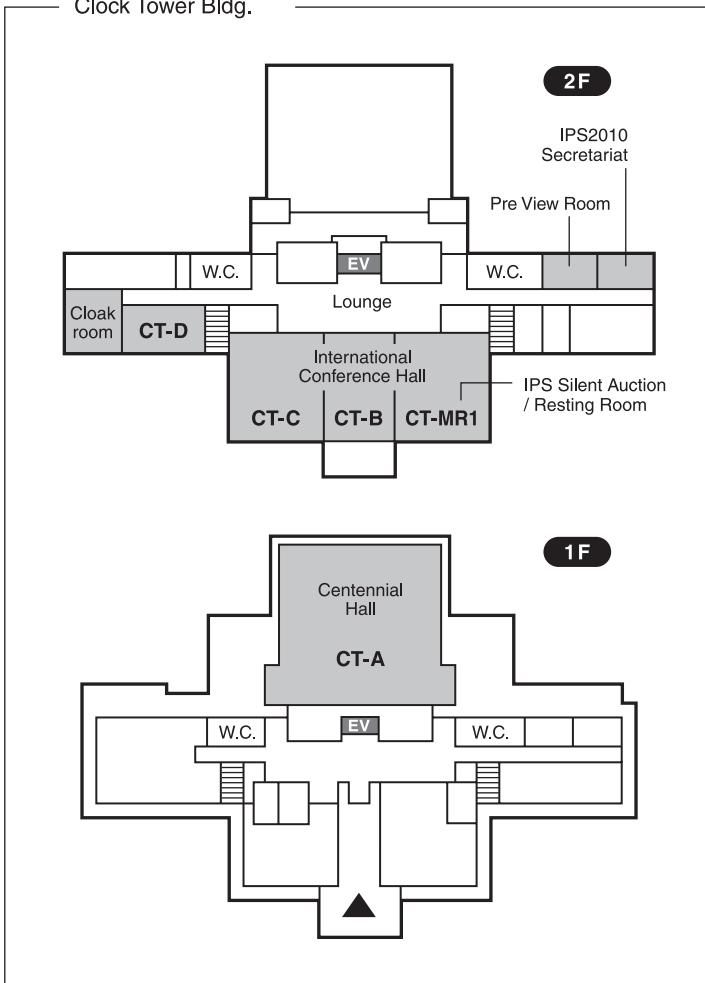 Clock Tower Bldg.
2F
IPS2010
Secretariat
Pre View Room
W.C.
EV
W.C.
Lounge
Cloak
room
CT-D
International
Conference Hall
CT-C
CT-B
CT-MR1
IPS Silent Auction
/ Resting Room
1F
Centennial
Hall
CT-A
W.C.
EV
W.C.